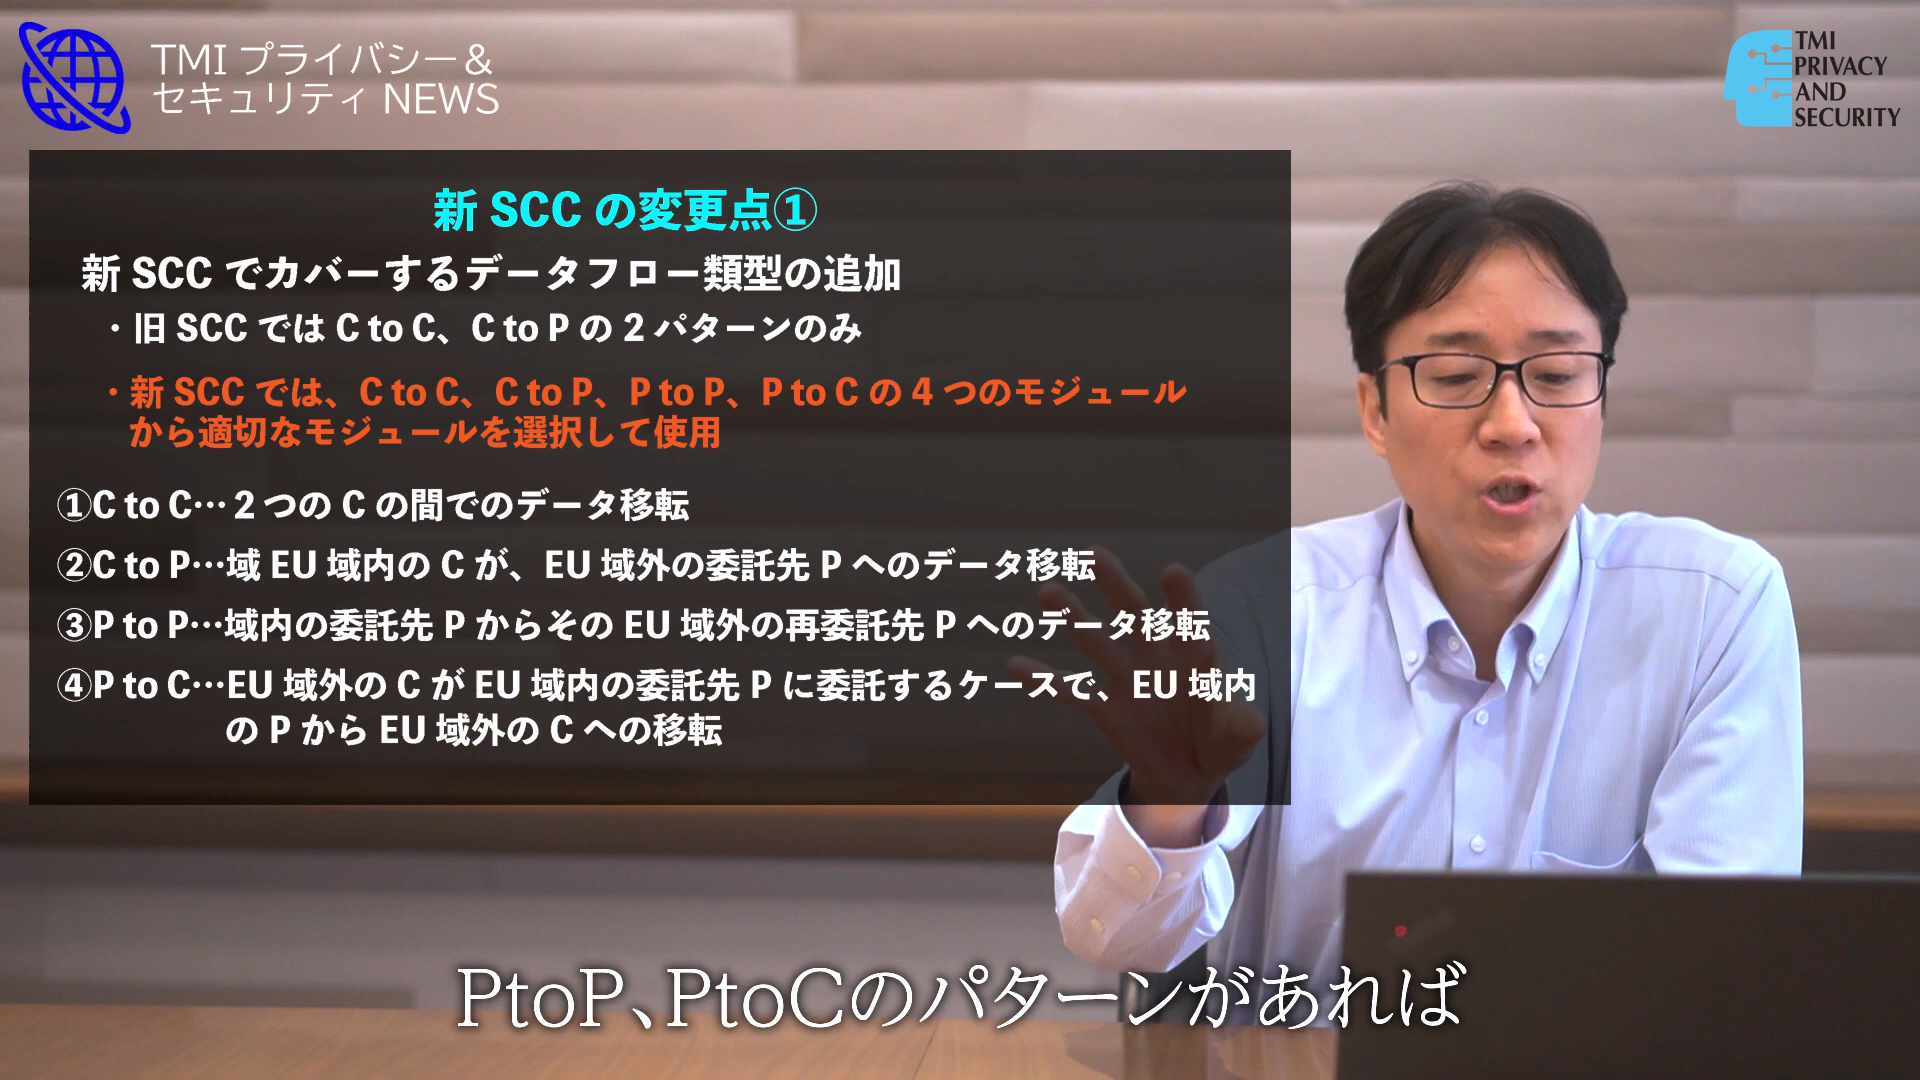 TMI プライバシー&
セキュリティ NEWS
TMI
PRIVACY
AND
SECURITY
新 SCC の変更点①
新 SCC でカバーするデータフロー類型の追加
・旧 SCC では C to C、C to P の 2 パターンのみ
・新 SCC では、C to C、C to P、P to P、P to C の 4 つのモジュール
から適切なモジュールを選択して使用
①C to C…2 つの C の間でのデータ移転
②C to P…域 EU 域内の C が、EU 域外の委託先 P へのデータ移転
③P to P…域内の委託先 P からその EU 域外の再委託先 P へのデータ移転
④P to C…EU 域外の C が EU 域内の委託先 P に委託するケースで、EU 域内
の P から EU 域外の C への移転
PtoP、PtoCのパターンがあれば